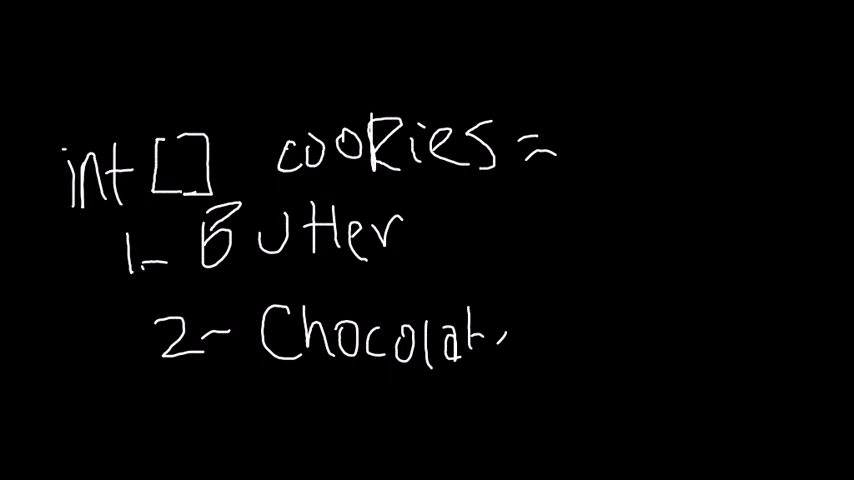 int[] cookies =
1- Butter
2- Chocolat